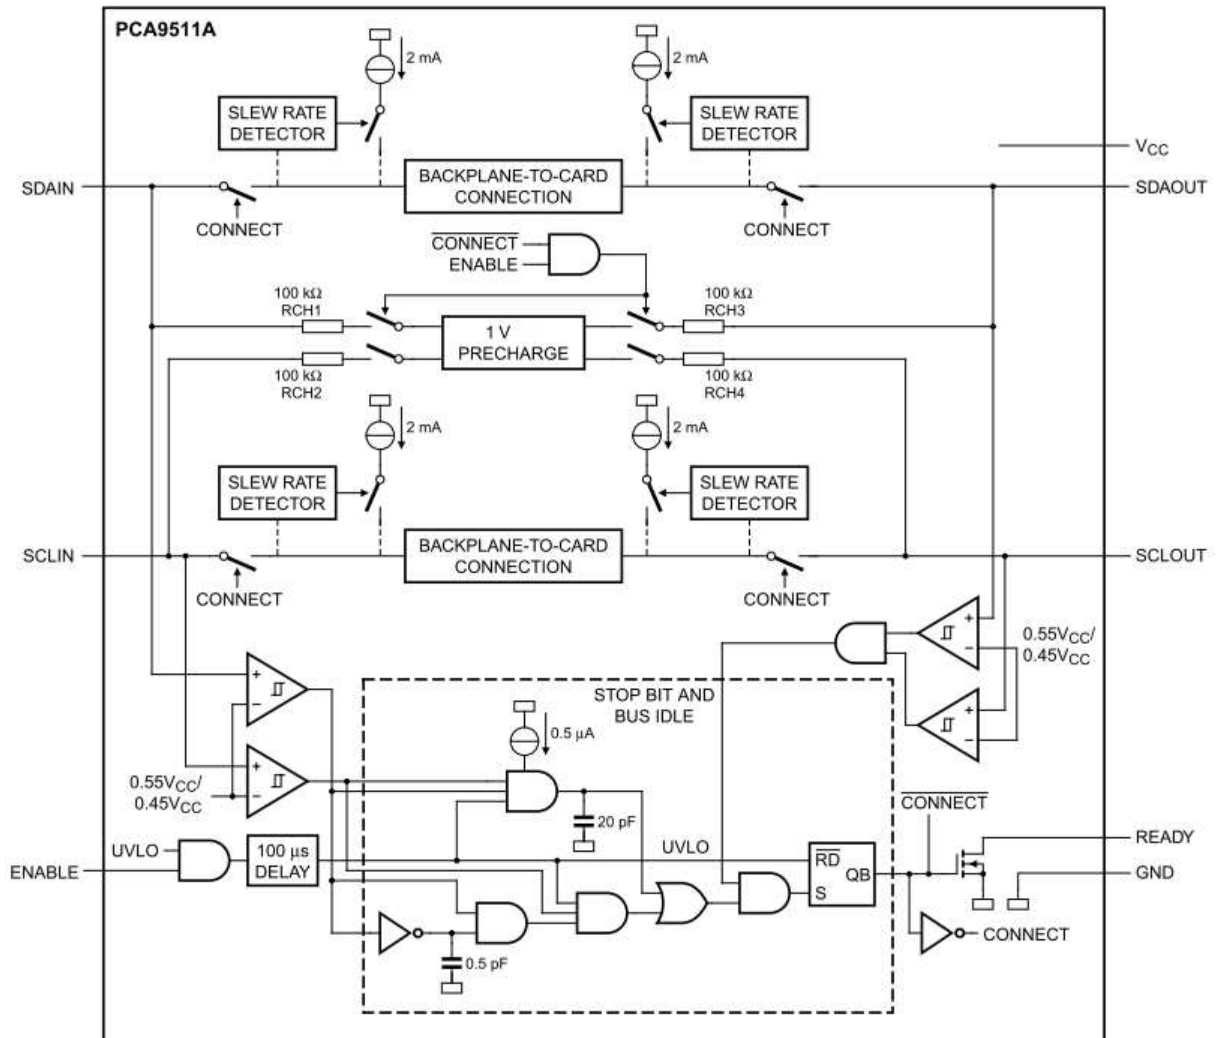 PCA9511A
2 mA
2 mA
SLEW RATE
DETECTOR
SLEW RATE
DETECTOR
VCC
SDAIN
BACKPLANE-TO-CARD
CONNECTION
SDAOUT
CONNECT
CONNECT
CONNECT
ENABLE
100 kΩ
RCH1
100 kΩ
RCH3
1 V
PRECHARGE
100 kΩ
RCH2
100 kΩ
RCH4
2 mA
2 mA
SLEW RATE
DETECTOR
SLEW RATE
DETECTOR
SCLIN
BACKPLANE-TO-CARD
CONNECTION
SCLOUT
CONNECT
CONNECT
+
−
0.55VCC/
0.45VCC
+
−
+
−
STOP BIT AND
BUS IDLE
0.5 µA
+
−
0.55VCC/
0.45VCC
20 pF
CONNECT
UVLO
ENABLE
100 µs
DELAY
UVLO
RD
QB
S
READY
GND
CONNECT
0.5 pF